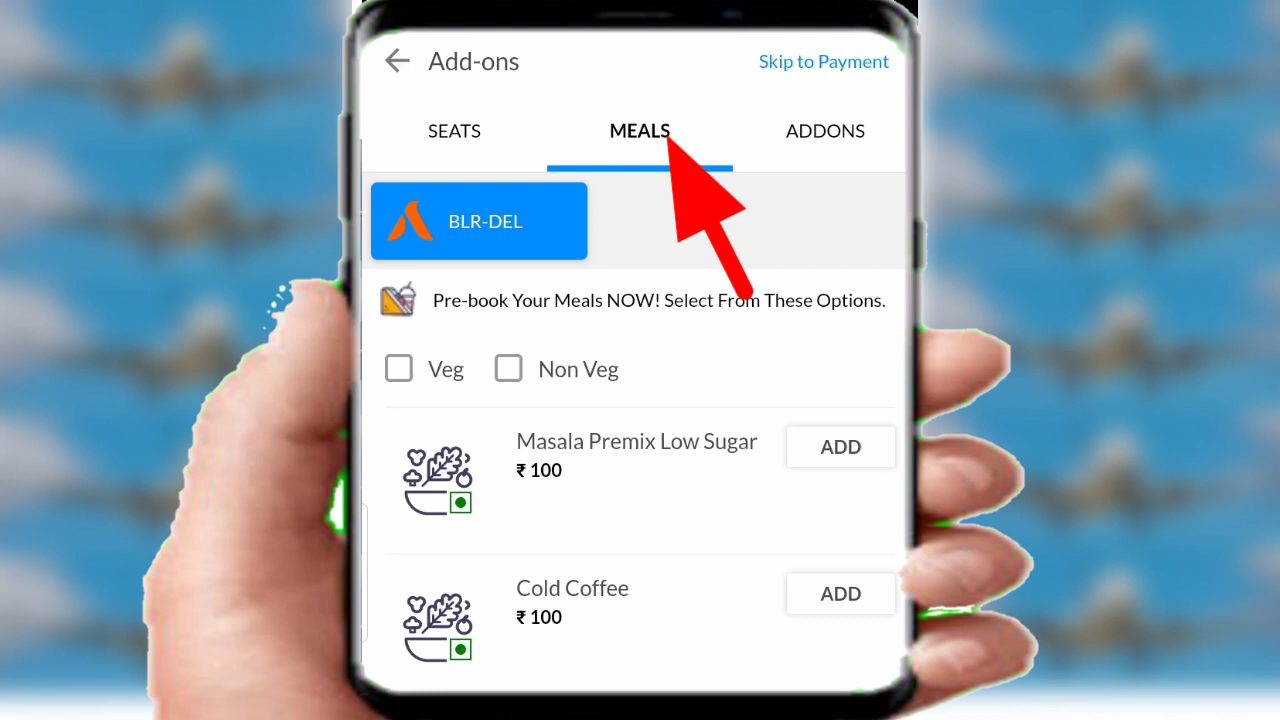 Add-ons
Skip to Payment
SEATS
MEALS
ADDONS
BLR-DEL
Pre-book Your Meals NOW! Select From These Options.
Veg
Non Veg
Masala Premix Low Sugar
ADD
₹ 100
Cold Coffee
ADD
₹ 100